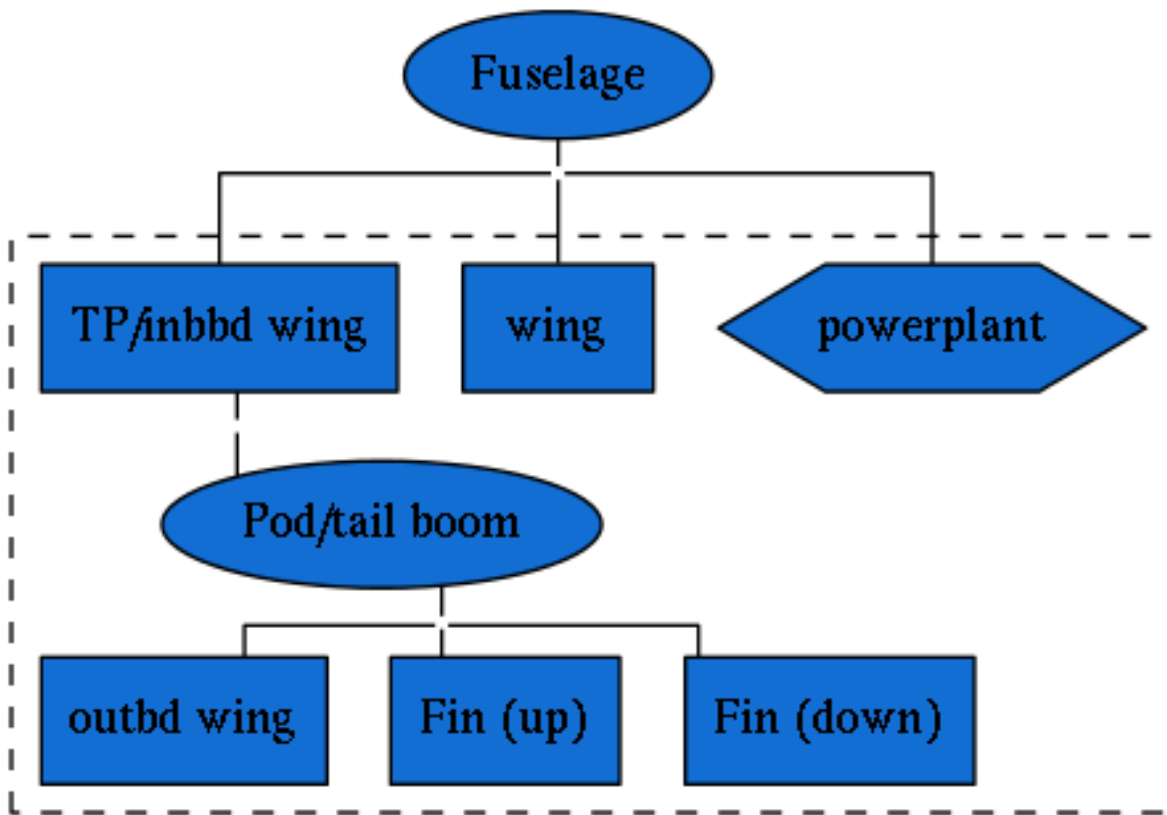 Fuselage
TP/inbbd wing
wing
powerplant
Pod/tail boom
outbd wing
Fin (up)
Fin (down)